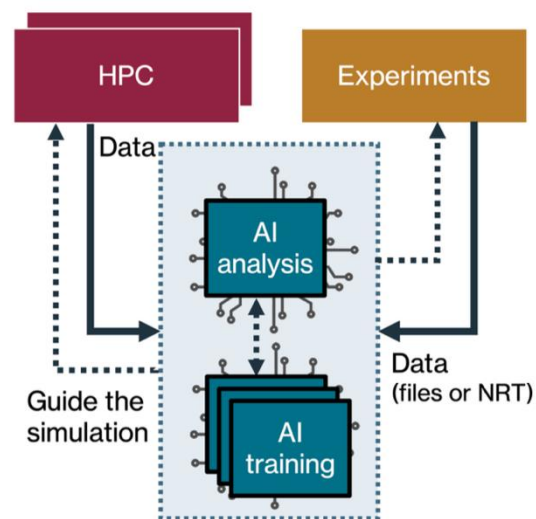 HPC
Experiments
Data
AI
analysis
Data
(files or NRT)
Guide the
simulation
AI
training